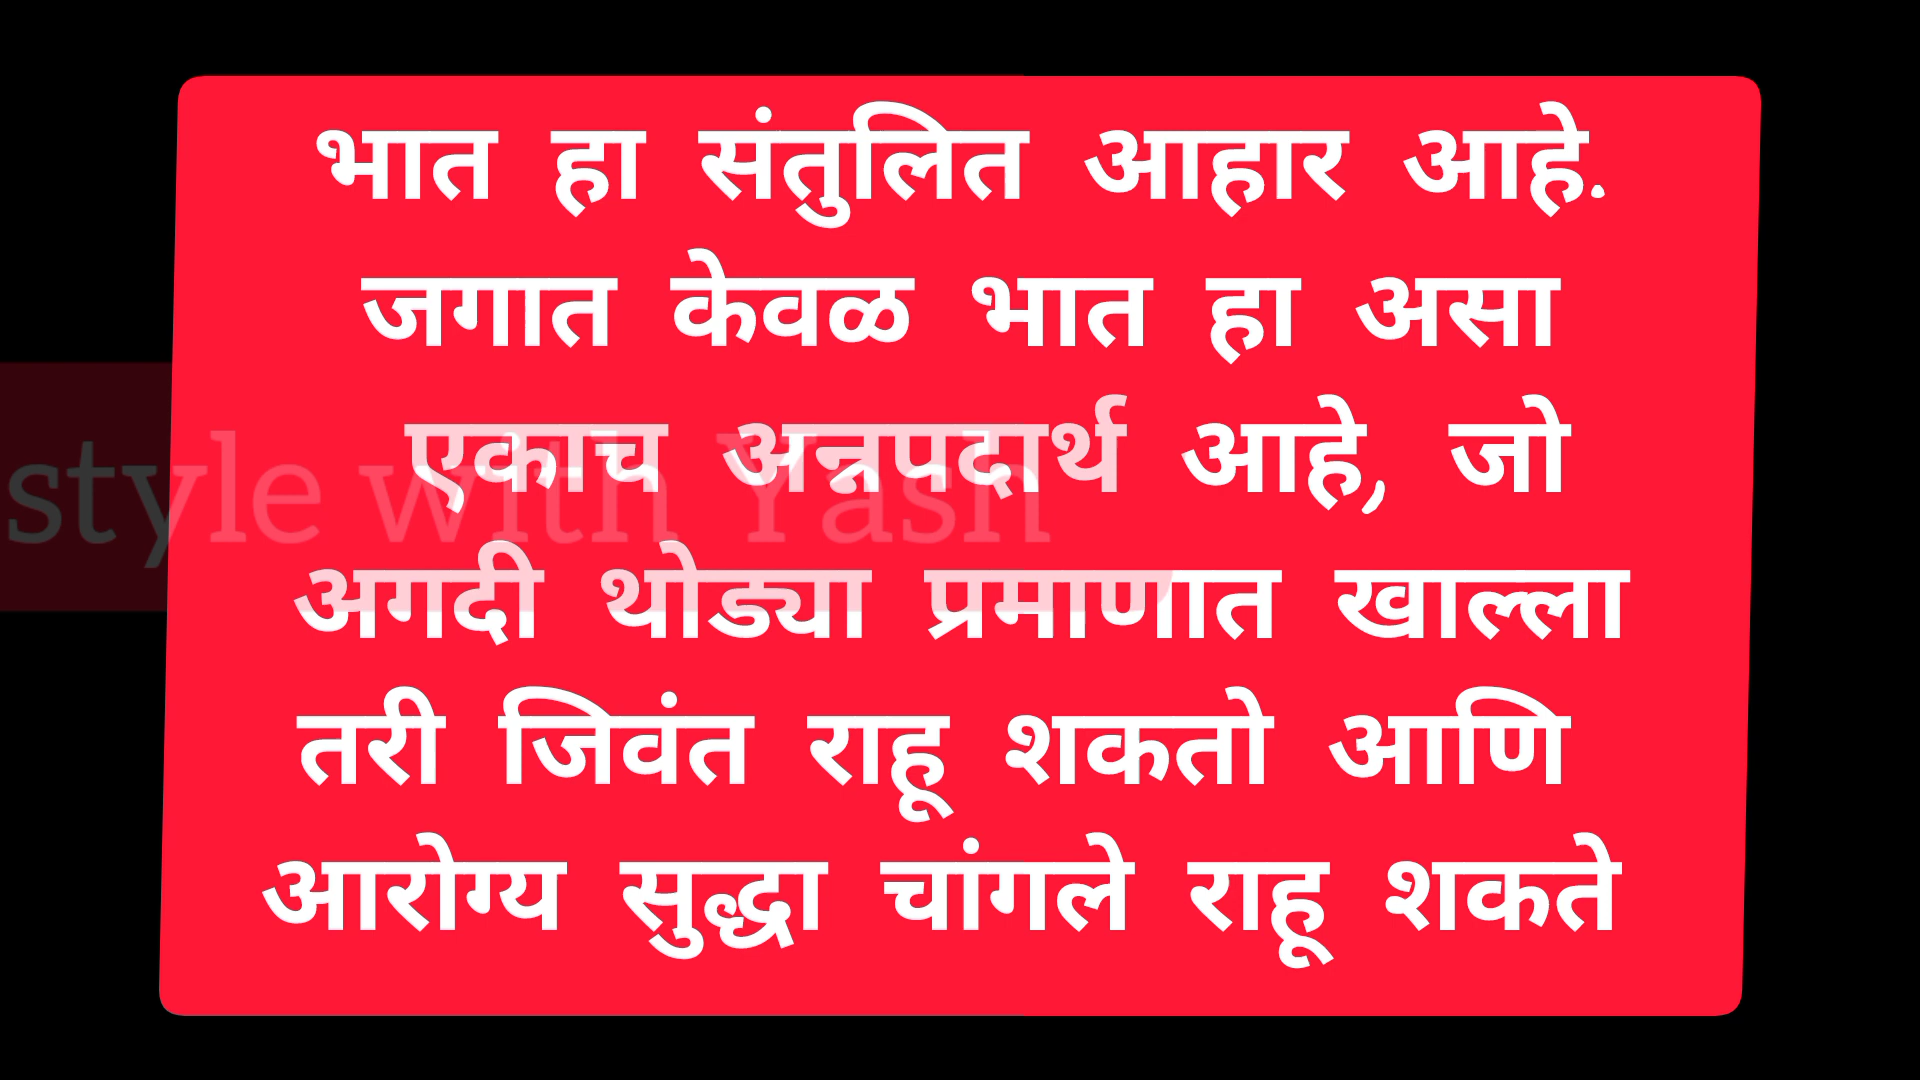 भात हा संतुलित आहार आहे.
जगात केवळ भात हा असा
एकाच अन्नपदार्थ आहे, जो
अगदी थोड्या प्रमाणात खाल्ला
तरी जिवंत राहू शकतो आणि
आरोग्य सुद्धा चांगले राहू शकते
style with Yash